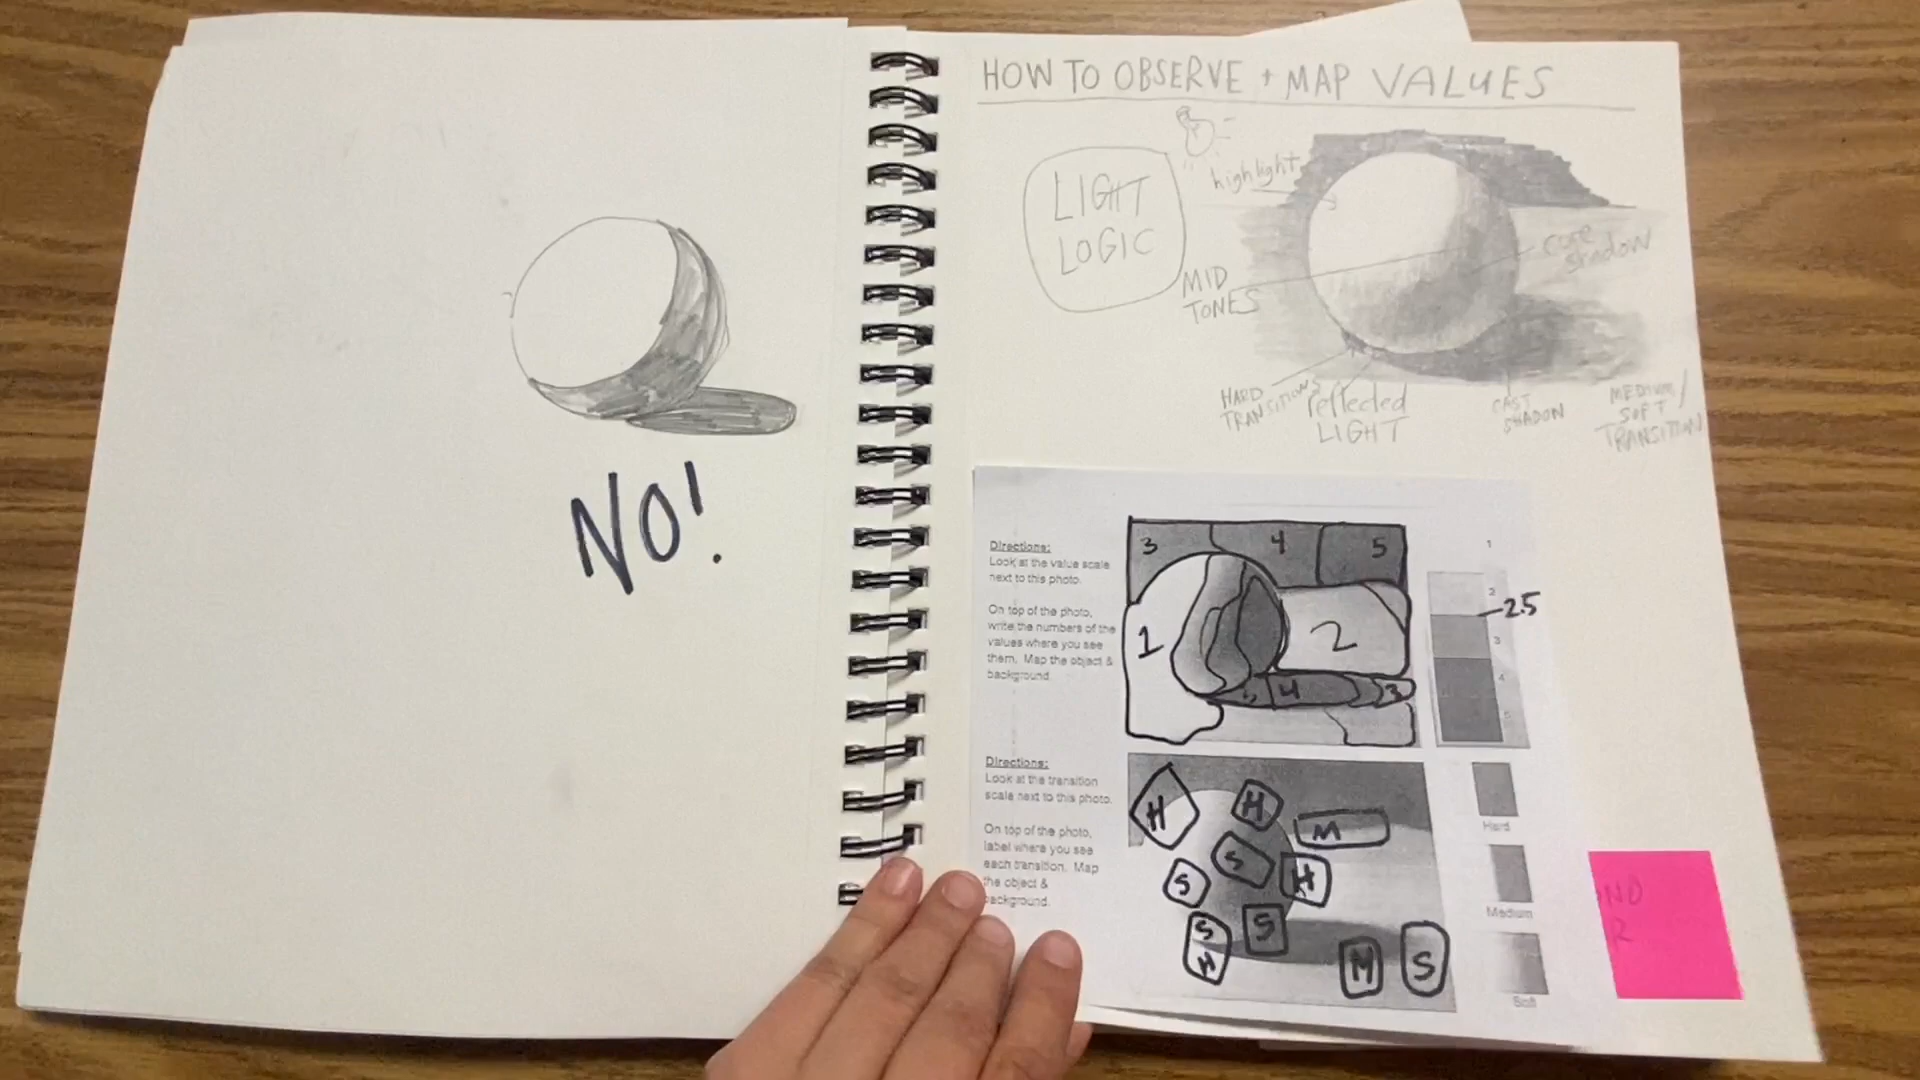 NO!
HOW TO OBSERVE + MAP VALUES
LIGHT
LOGIC
highlight
core
shadow
MID
TONES
HARD
TRANSITIONS
reflected
LIGHT
CAST
SHADOW
MEDIUM/
SOFT
TRANSITION
Directions:
Look at the value scale
next to this photo.
On top of the photo,
write the numbers of the
values where you see
them. Map the object &
background.
3 4 5
1 2
4 3
1
2
2.5
3
4
5
Directions:
Look at the transition
scale next to this photo.
On top of the photo,
label where you see
each transition. Map
the object &
background.
H H M
S S H
S
H
S
M S
Hard
Medium
Soft